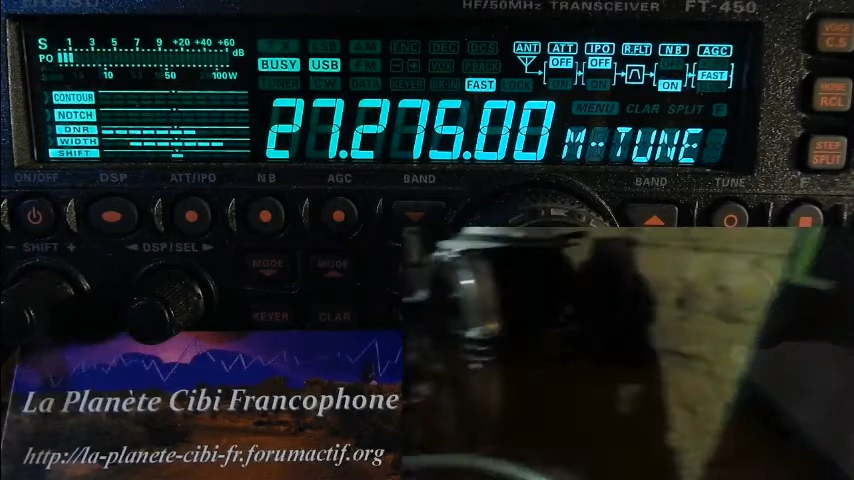 HF/50MHz TRANSCEIVER FT-450
S 1 3 5 7 9 +20 +40 +60 dB
PO
10 50 100W
BUSY USB FAST
ANT ATT IPO R.FLT NB AGC
OFF OFF ON FAST
CONTOUR
NOTCH
DNR
WIDTH
SHIFT
27.275.00 M-TUNE
MENU CLAR SPLIT F
VOICE
C.S
HOME
RCL
STEP
SPLIT
ON/OFF DSP ATT/IPO NB AGC BAND BAND TUNE F
– SHIFT + DSP/SEL
MODE MODE
KEYER CLAR
La Planète Cibi Francophone
http://la-planete-cibi-fr.forumactif.org